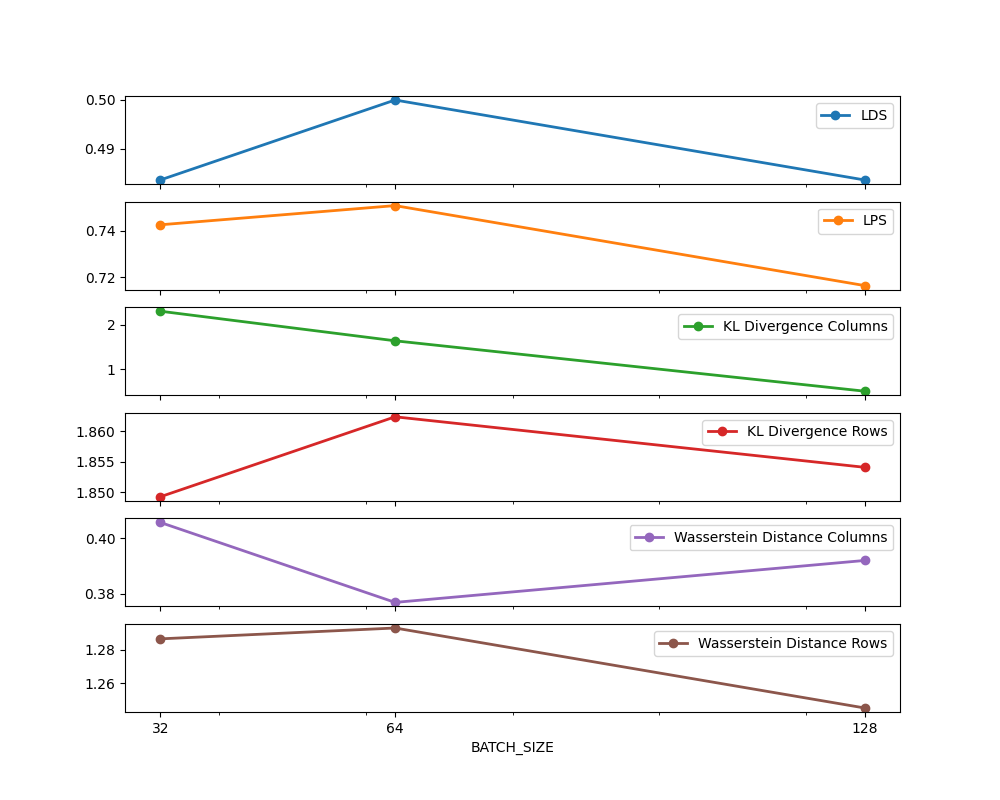 0.50
0.49
LDS
0.74
0.72
LPS
2
1
KL Divergence Columns
1.860
1.855
1.850
KL Divergence Rows
0.40
0.38
Wasserstein Distance Columns
1.28
1.26
Wasserstein Distance Rows
32 64 128
BATCH_SIZE